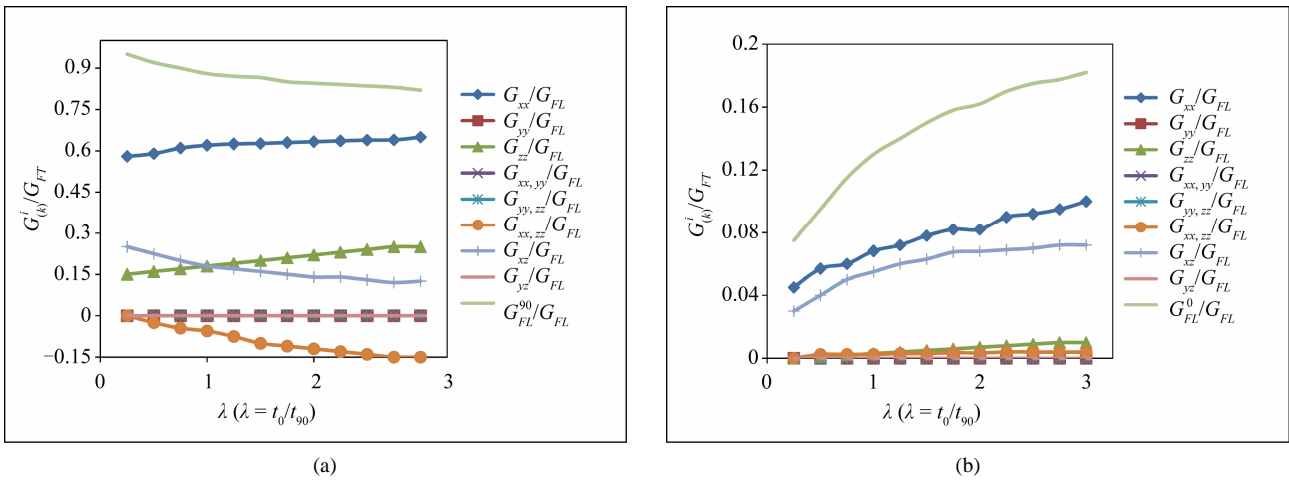 0.9
0.75
0.6
0.45
0.3
0.15
0
−0.15
G^i_(k)/G_FT
0 1 2 3
λ (λ = t_0/t_90)
G_xx/G_FL
G_yy/G_FL
G_zz/G_FL
G_xx, yy/G_FL
G_yy, zz/G_FL
G_xx, zz/G_FL
G_xz/G_FL
G_yz/G_FL
G^90_FL/G_FL
(a)
0.2
0.16
0.12
0.08
0.04
0
G^i_(k)/G_FT
0 1 2 3
λ (λ = t_0/t_90)
G_xx/G_FL
G_yy/G_FL
G_zz/G_FL
G_xx, yy/G_FL
G_yy, zz/G_FL
G_xx, zz/G_FL
G_xz/G_FL
G_yz/G_FL
G^0_FL/G_FL
(b)